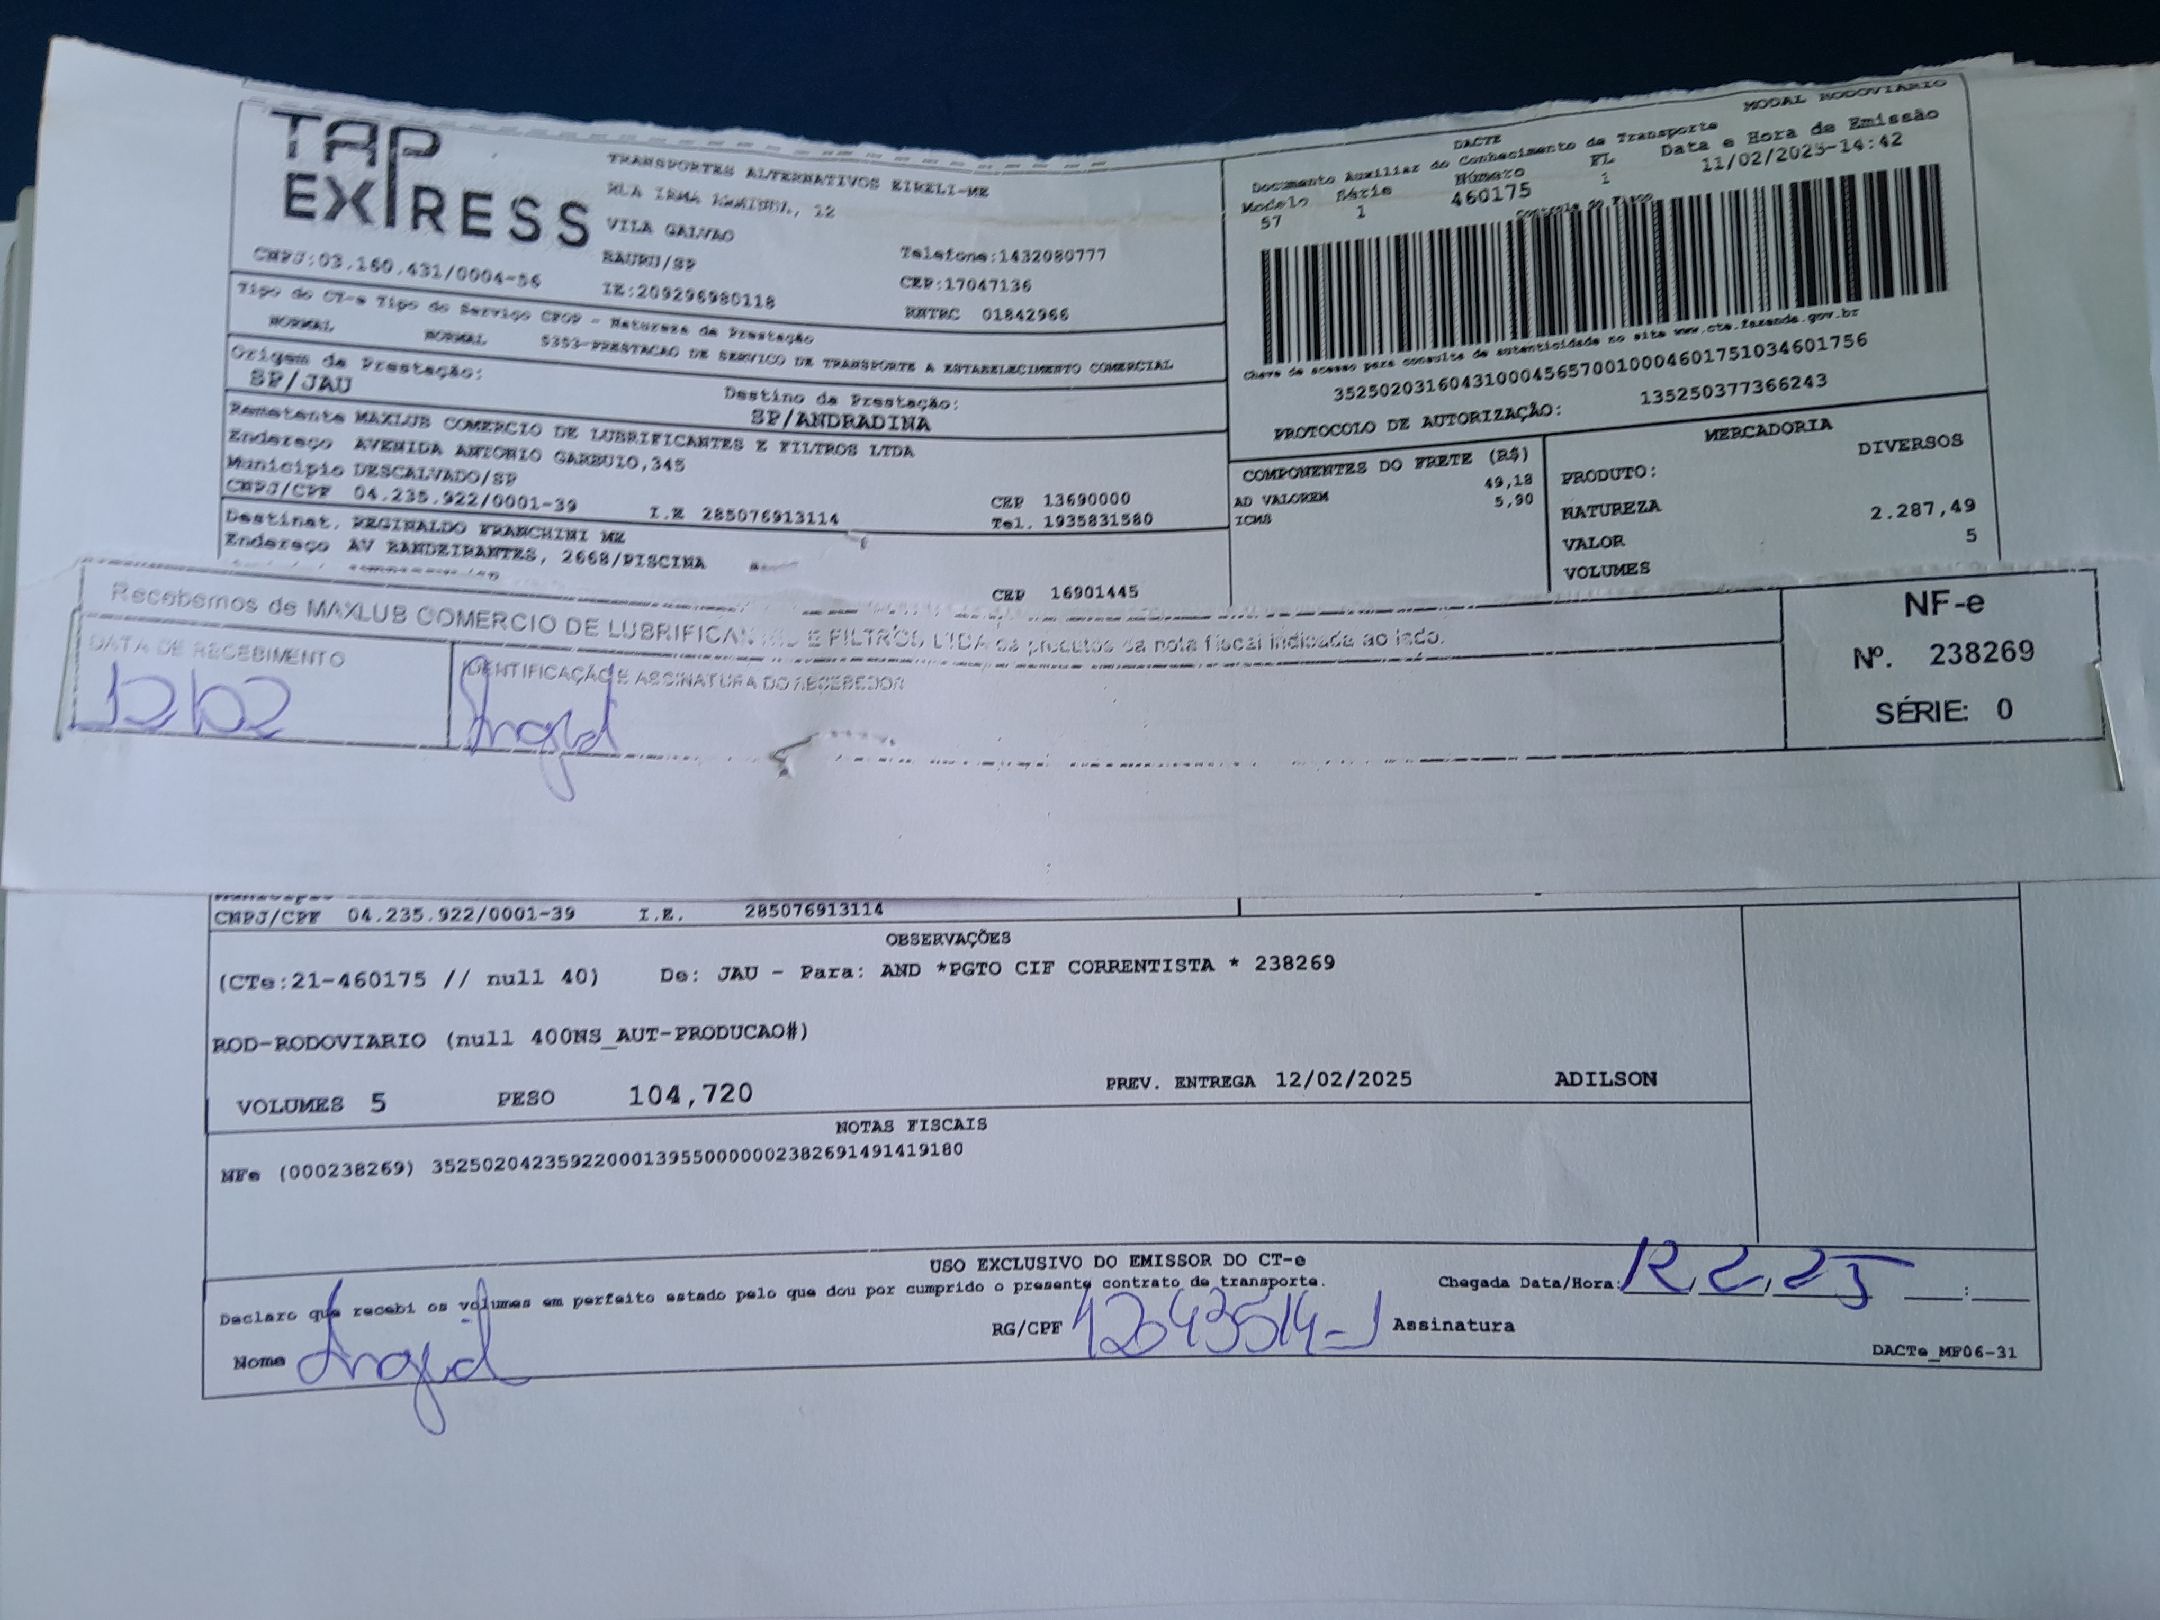 TAP
EXPRESS
TRANSPORTES ALTERNATIVOS EIRELI-ME
RUA IRMA 12
VILA GALVAO
BAURU/SP
Telefone:1432080777
CNPJ:03.160.431/0004-56
IE:209296980118
CEP:17047136
RNTRC 01842966
Tipo do CT-e Tipo do Serviço CFOP - Natureza da Prestação
NORMAL NORMAL 5353-PRESTACAO DE SERVICO DE TRANSPORTE A ESTABELECIMENTO COMERCIAL
Origem da Prestação:
SP/JAU
Destino da Prestação:
SP/ANDRADINA
Remetente MAXLUB COMERCIO DE LUBRIFICANTES E FILTROS LTDA
Endereço AVENIDA ANTONIO GARBUIO,345
Municipio DESCALVADO/SP
CEP 13690000
CNPJ/CPF 04.235.922/0001-39 I.E 285076913114 Tel. 1935831580
Destinat. REGINALDO FRANCHINI ME
Endereço AV BANDEIRANTES, 2668/PISCINA
CEP 16901445
MODAL RODOVIARIO
DACTE
Documento Auxiliar do Conhecimento de Transporte
Modelo Série Número FL Data e Hora de Emissão
57 1 460175 1 11/02/2025-14:42
Controle do Fisco
Chave de acesso para consulta de autenticidade no site www.cte.fazenda.gov.br
35250203160431000456570010004601751034601756
PROTOCOLO DE AUTORIZAÇÃO: 135250377366243
COMPONENTES DO FRETE (R$)
49,18
AD VALOREM 5,90
ICMS
MERCADORIA
PRODUTO: DIVERSOS
NATUREZA
VALOR 2.287,49
VOLUMES 5
Recebemos de MAXLUB COMERCIO DE LUBRIFICANTES E FILTROS LTDA os produtos da nota fiscal indicada ao lado.
DATA DE RECEBIMENTO
12/02
IDENTIFICAÇÃO E ASSINATURA DO RECEBEDOR
Ingrid
NF-e
Nº. 238269
SÉRIE: 0
CNPJ/CPF 04.235.922/0001-39 I.E. 285076913114
OBSERVAÇÕES
(CTe:21-460175 // null 40) De: JAU - Para: AND *PGTO CIF CORRENTISTA * 238269
ROD-RODOVIARIO (null 400NS_AUT-PRODUCAO#)
VOLUMES 5 PESO 104,720 PREV. ENTREGA 12/02/2025 ADILSON
NOTAS FISCAIS
NFe (000238269) 35250204235922000139550000002382691491419180
USO EXCLUSIVO DO EMISSOR DO CT-e
Declaro que recebi os volumes em perfeito estado pelo que dou por cumprido o presente contrato de transporte.
Chegada Data/Hora: 12/2/25 :
Nome Ingrid RG/CPF Assinatura
DACTe_MF06-31